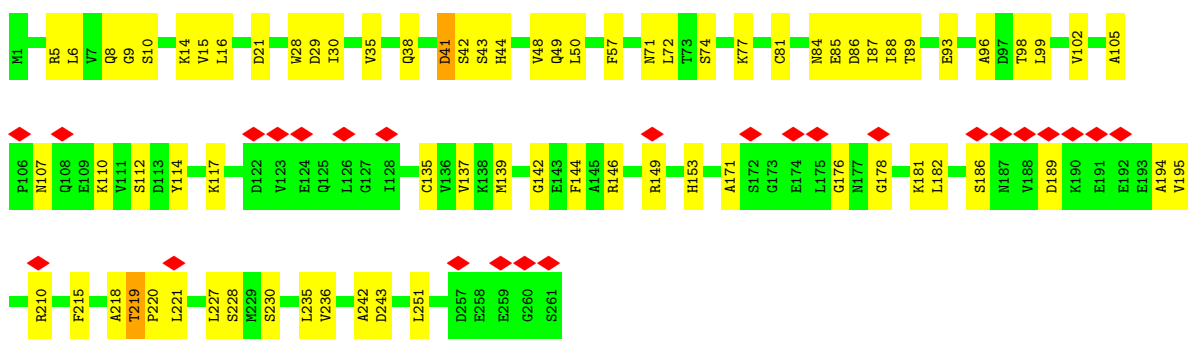 M1 R5 L6 V7 Q8 G9 S10 K14 V15 L16 D21 W28 D29 I30 V35 Q38 D41 S42 S43 H44 V48 Q49 L50 F57 N71 L72 T73 S74 K77 C81 N84 E85 D86 I87 I88 T89 E93 A96 D97 T98 L99 V102 A105
P106 N107 Q108 E109 K110 V111 S112 D113 Y114 K117 D122 V123 E124 Q125 L126 G127 I128 C135 V136 V137 K138 M139 G142 E143 F144 A145 R146 R149 H153 A171 S172 G173 E174 L175 G176 N177 G178 K181 L182 S186 N187 V188 D189 K190 E191 E192 E193 A194 V195
R210 F215 A218 T219 P220 L221 L227 S228 M229 S230 L235 V236 A242 D243 L251 D257 E258 E259 G260 S261